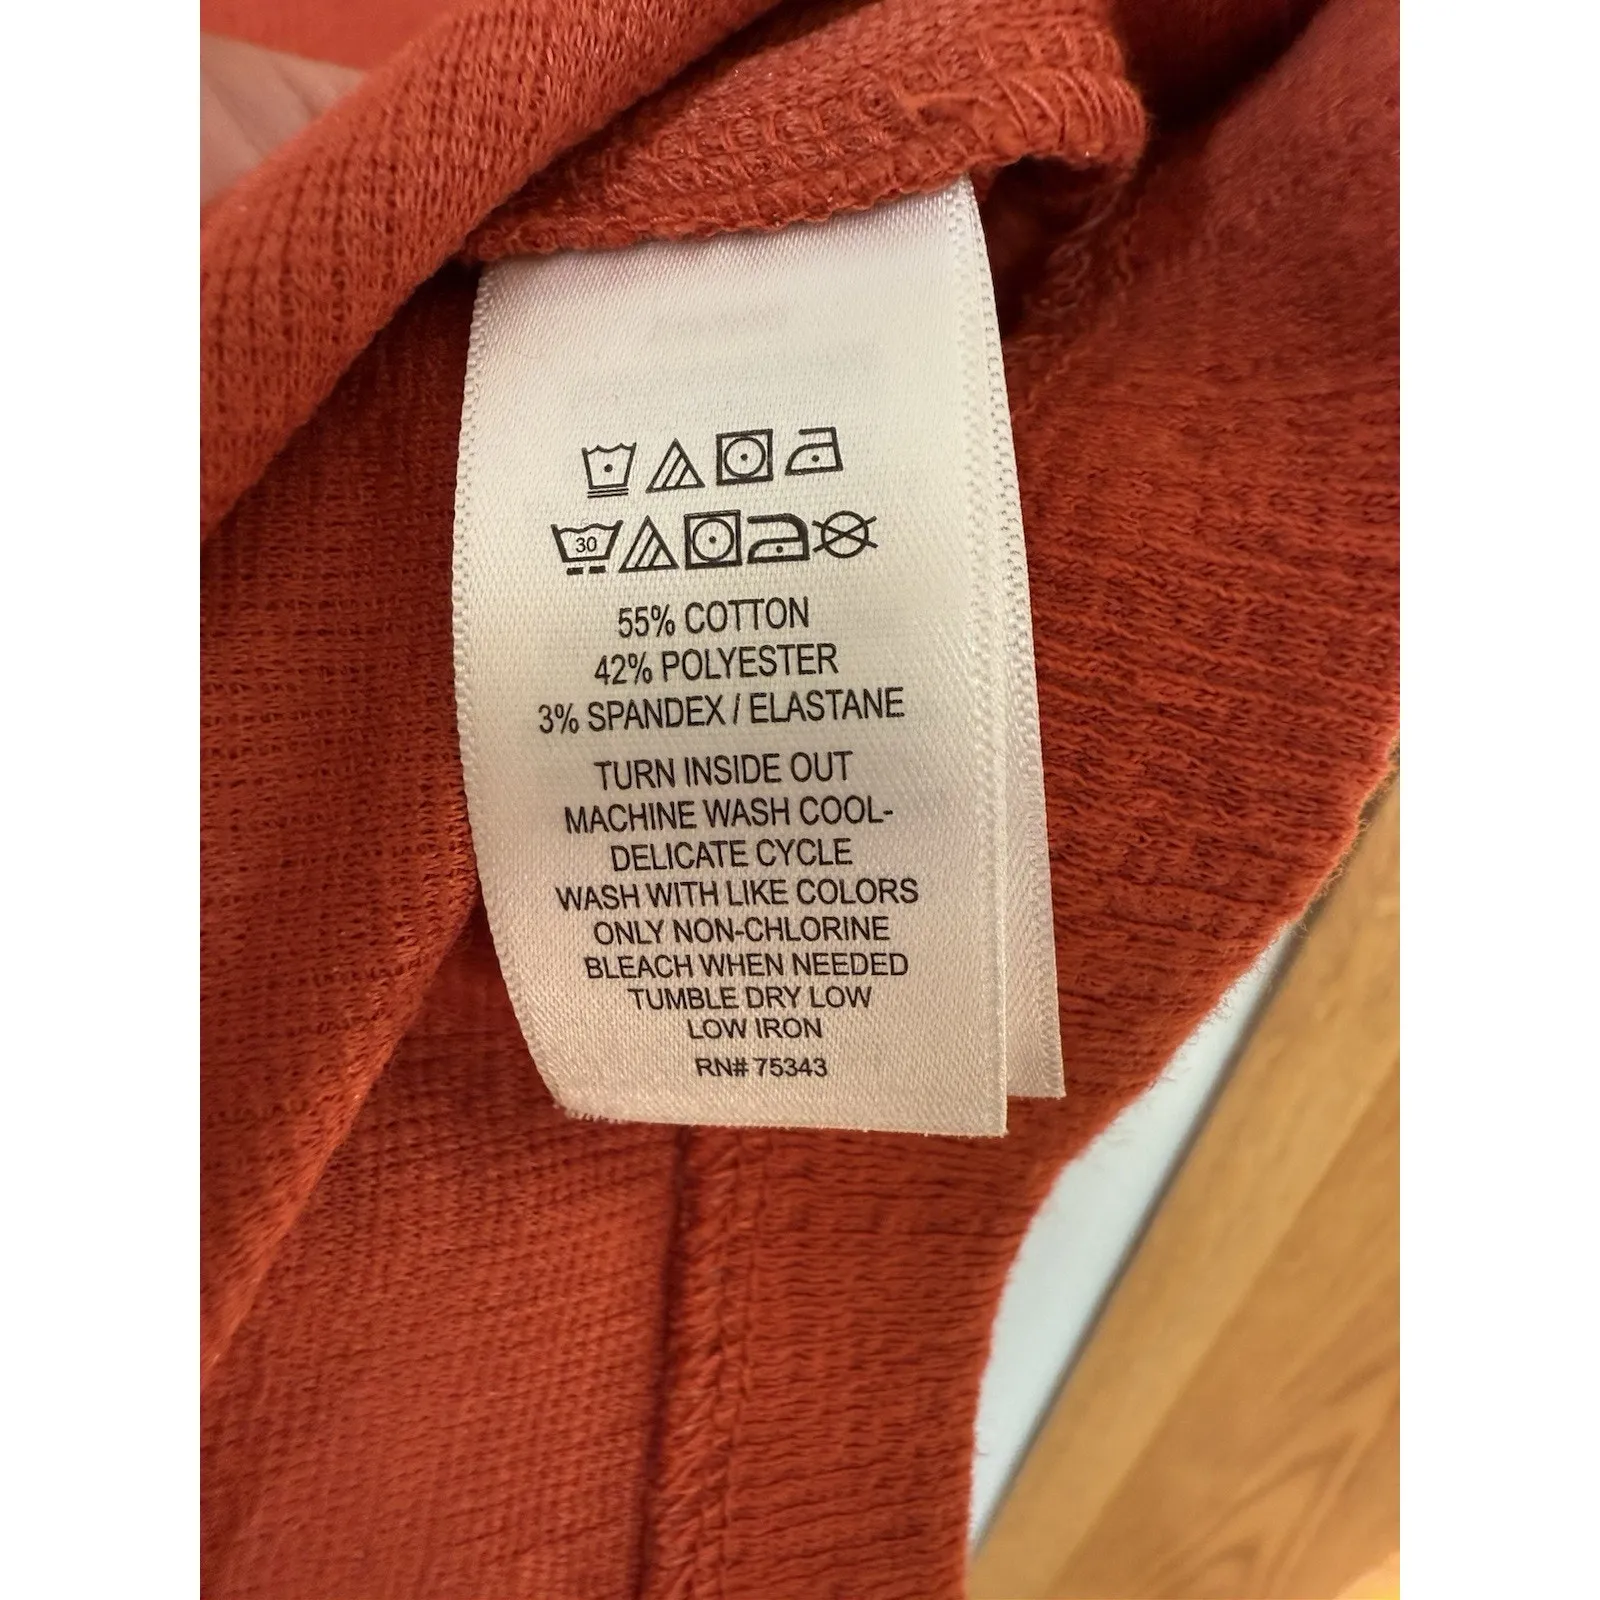 30
55% COTTON
42% POLYESTER
3% SPANDEX / ELASTANE
TURN INSIDE OUT
MACHINE WASH COOL-
DELICATE CYCLE
WASH WITH LIKE COLORS
ONLY NON-CHLORINE
BLEACH WHEN NEEDED
TUMBLE DRY LOW
LOW IRON
RN# 75343